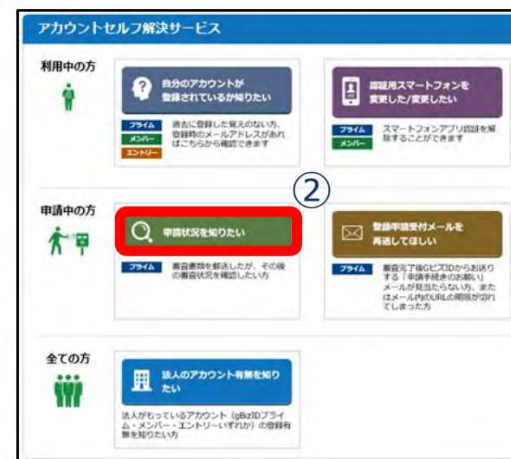 アカウントセルフ解決サービス
利用中の方
自分のアカウントが
登録されているか知りたい
プライム
メンバー
エントリー
過去に登録した覚えのない方、
登録時のメールアドレスがあれ
ばこちらから確認できます
認証用スマートフォンを
変更した/変更したい
プライム
メンバー
スマートフォンアプリ認証を解
除することができます
②
申請中の方
申請状況を知りたい
プライム
審査書類を郵送したが、その後
の審査状況を確認したい方
登録申請受付メールを
再送してほしい
プライム
審査完了後GビズIDからお送り
する「申請手続きのお願い」
メールが見当たらない方、また
はメール内のURLの期限が切れ
てしまった方
全ての方
法人のアカウント有無を知り
たい
法人がもっているアカウント（gBizIDプライ
ム・メンバー・エントリーいずれか）の登録有
無を知りたい方